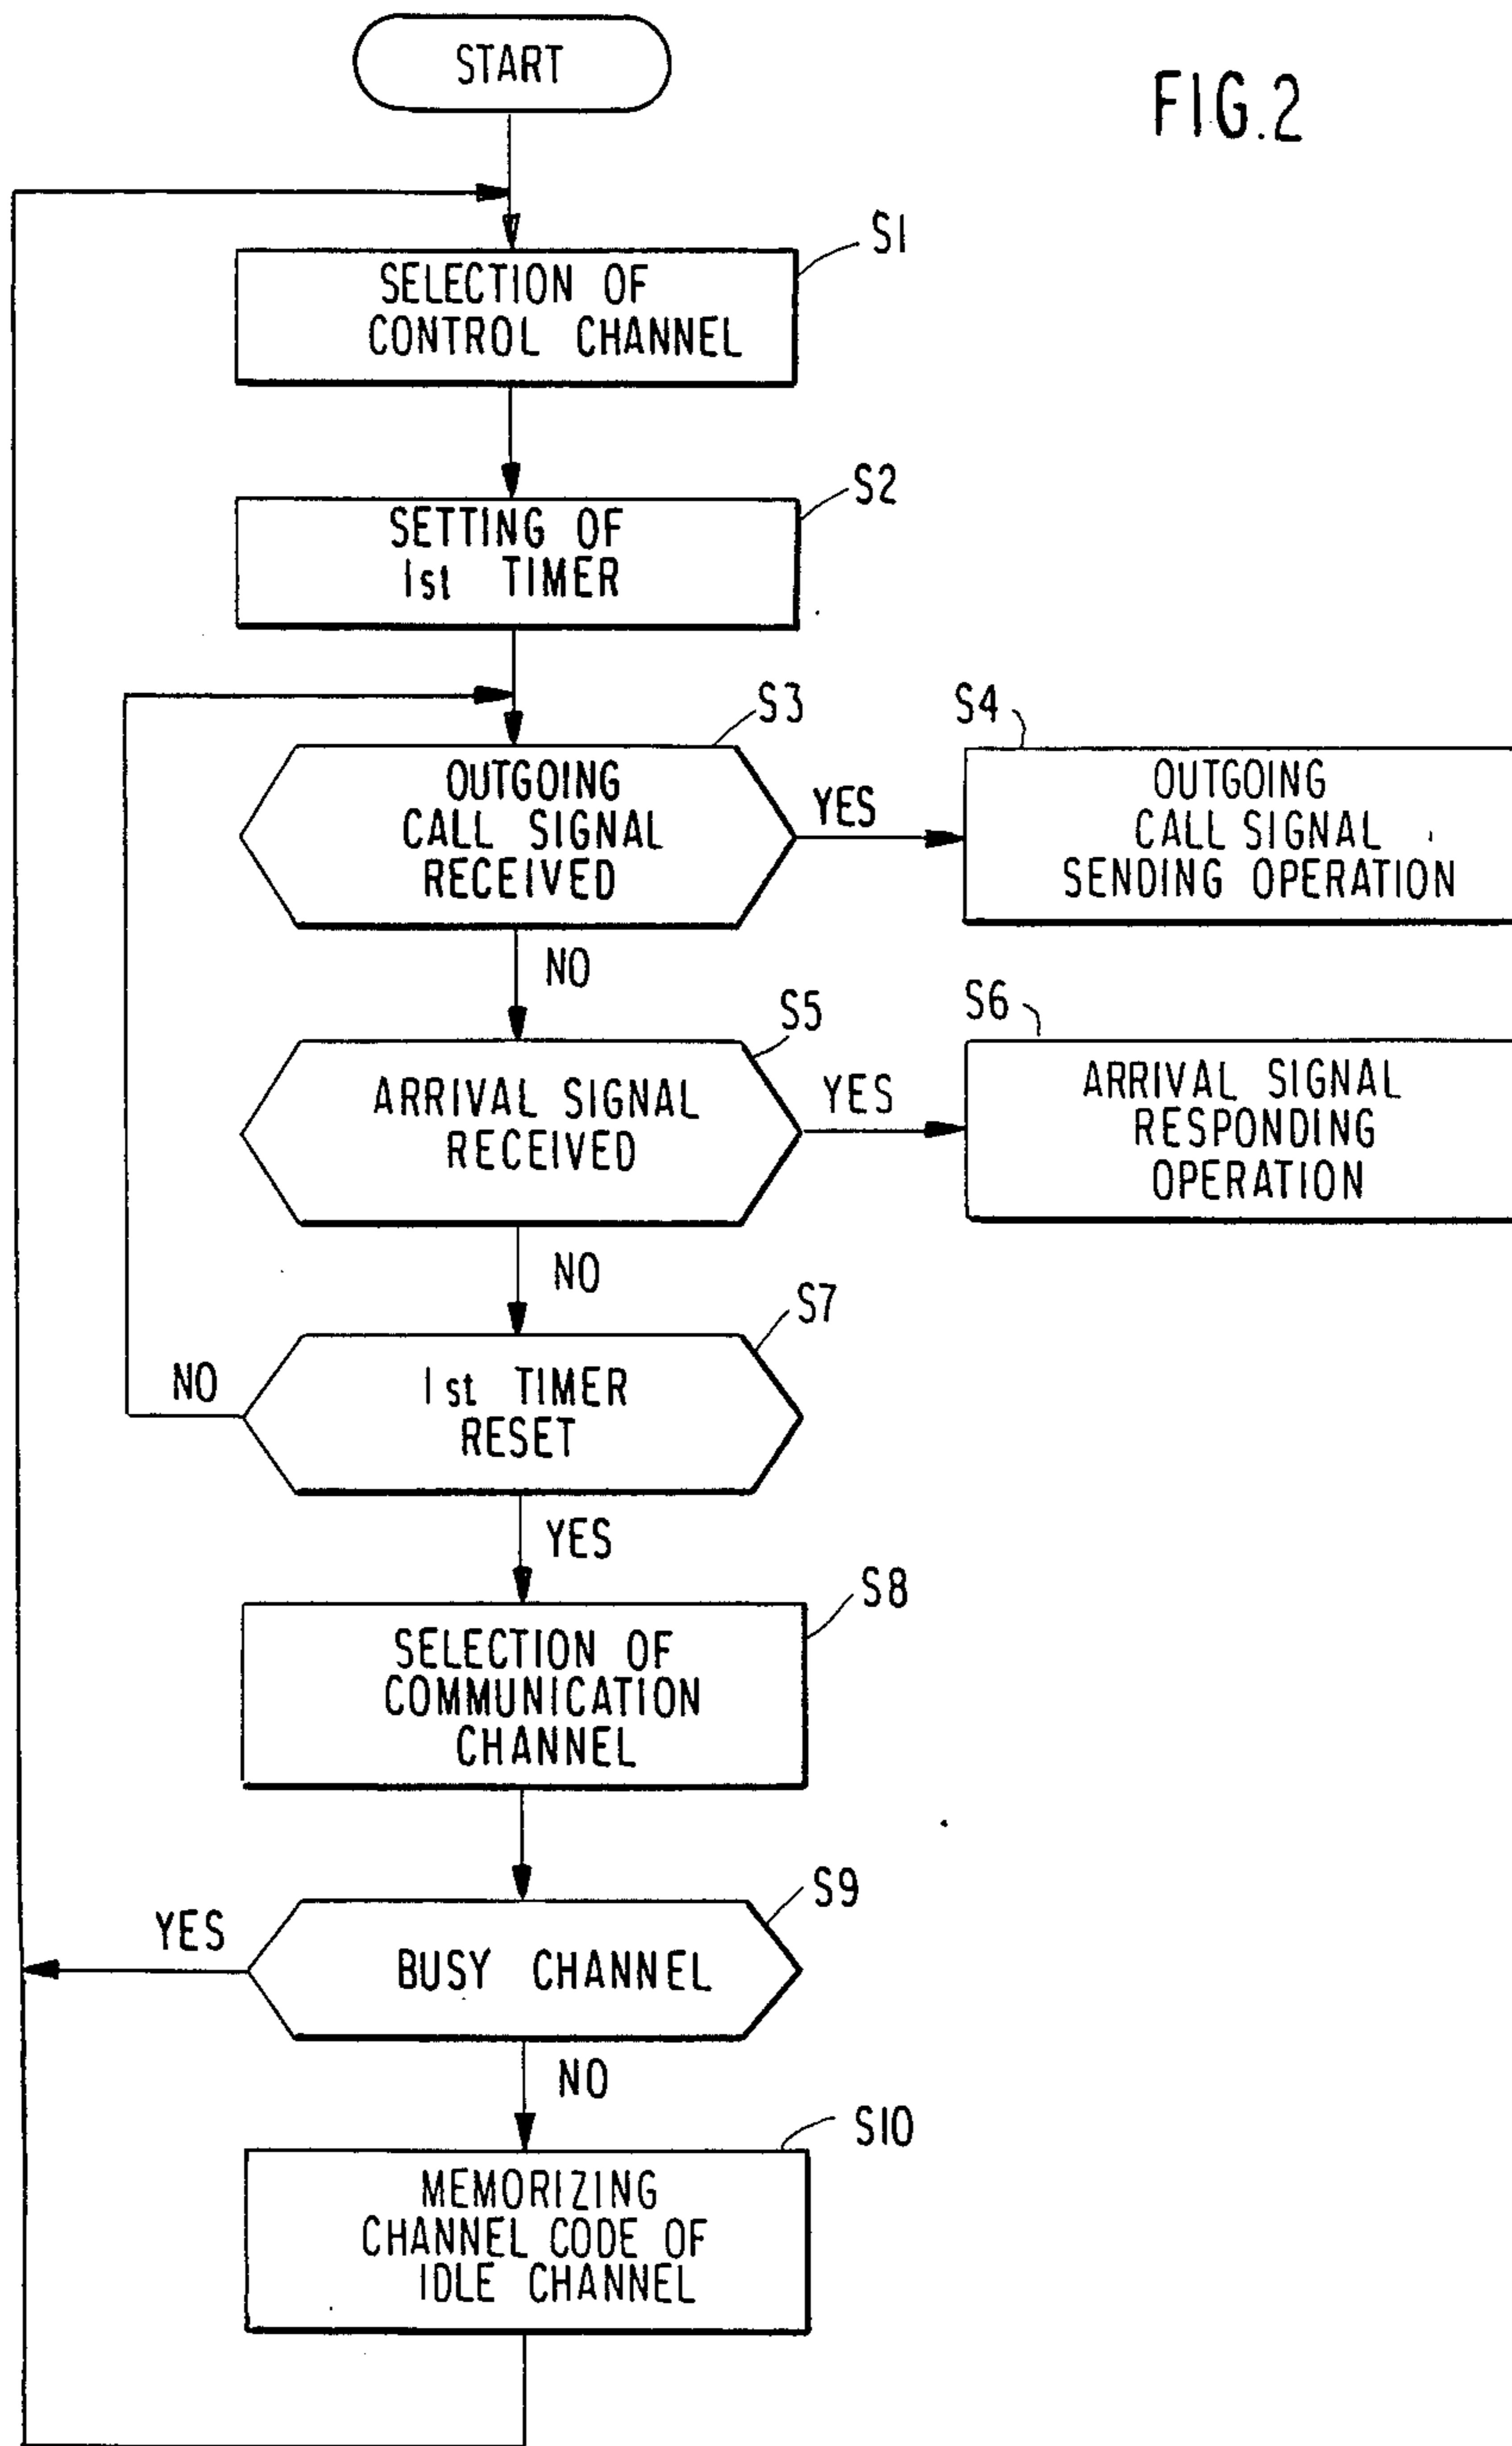 START
FIG.2
S1
SELECTION OF
CONTROL CHANNEL
S2
SETTING OF
1st TIMER
S3
OUTGOING
CALL SIGNAL
RECEIVED
YES
S4
OUTGOING
CALL SIGNAL
SENDING OPERATION
NO
S5
ARRIVAL SIGNAL
RECEIVED
YES
S6
ARRIVAL SIGNAL
RESPONDING
OPERATION
NO
S7
1st TIMER
RESET
NO
YES
S8
SELECTION OF
COMMUNICATION
CHANNEL
S9
BUSY CHANNEL
YES
NO
S10
MEMORIZING
CHANNEL CODE OF
IDLE CHANNEL